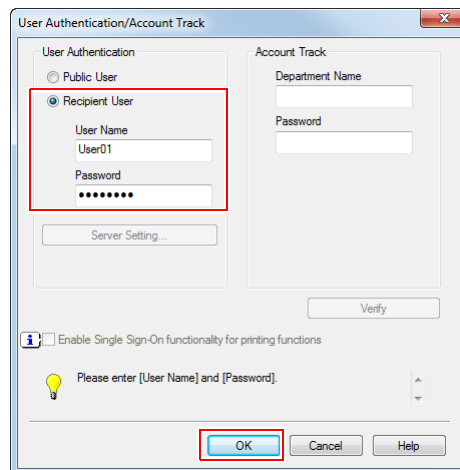 User Authentication/Account Track
User Authentication
Public User
Recipient User
User Name
User01
Password
••••••••
Server Setting...
Account Track
Department Name
Password
Verify
Enable Single Sign-On functionality for printing functions
Please enter [User Name] and [Password].
OK
Cancel
Help